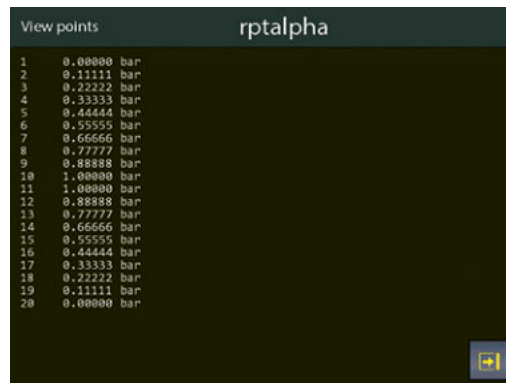 View points
rptalpha
1 0.00000 bar
2 0.11111 bar
3 0.22222 bar
4 0.33333 bar
5 0.44444 bar
6 0.55555 bar
7 0.66666 bar
8 0.77777 bar
9 0.88888 bar
10 1.00000 bar
11 1.00000 bar
12 0.88888 bar
13 0.77777 bar
14 0.66666 bar
15 0.55555 bar
16 0.44444 bar
17 0.33333 bar
18 0.22222 bar
19 0.11111 bar
20 0.00000 bar